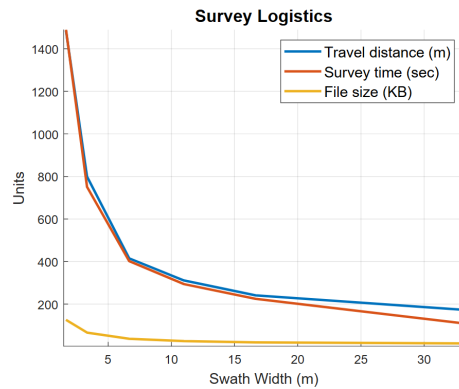 Survey Logistics
Travel distance (m)
Survey time (sec)
File size (KB)
Units
1400
1200
1000
800
600
400
200
5 10 15 20 25 30
Swath Width (m)